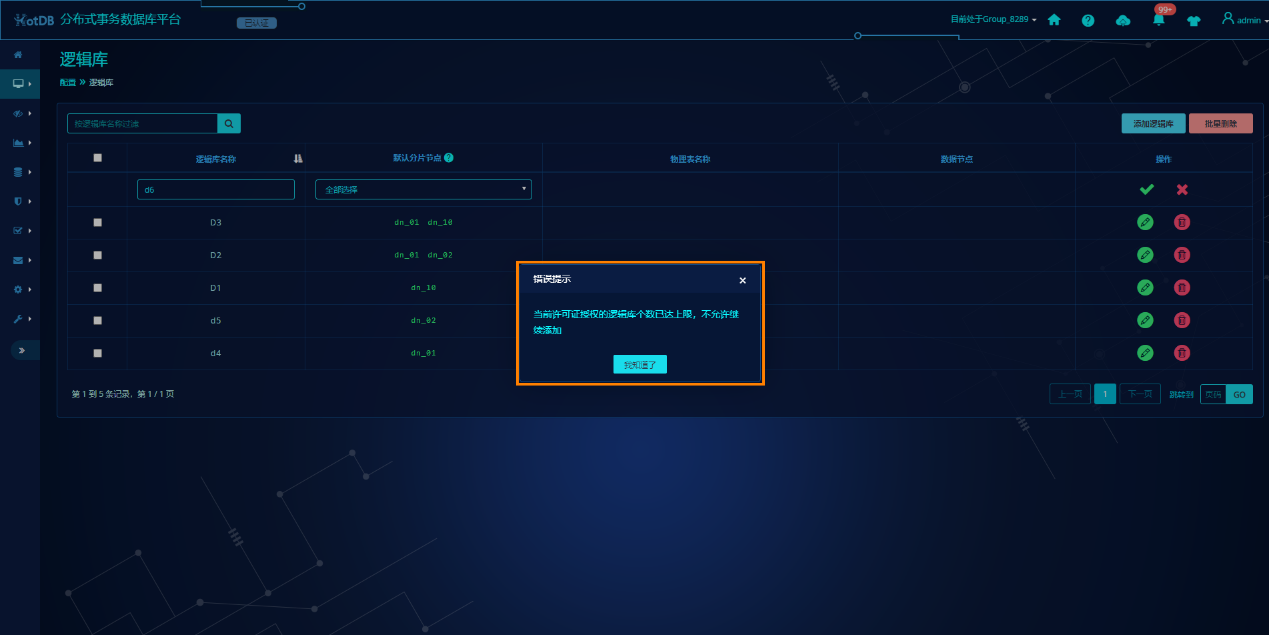 HotDB 分布式事务数据库平台
已认证
目前处于Group_8289
99+
admin
逻辑库
配置 » 逻辑库
按逻辑库名称过滤
添加逻辑库
批量删除
逻辑库名称 默认分片节点 物理表名称 数据节点 操作
d6 全部选择
D3 dn_01 dn_10
D2 dn_01 dn_02
D1 dn_10
d5 dn_02
d4 dn_01
错误提示
当前许可证授权的逻辑库个数已达上限，不允许继
续添加
我知道了
第 1 到 5 条记录，第 1 / 1 页
上一页 1 下一页 跳转到 页码 GO